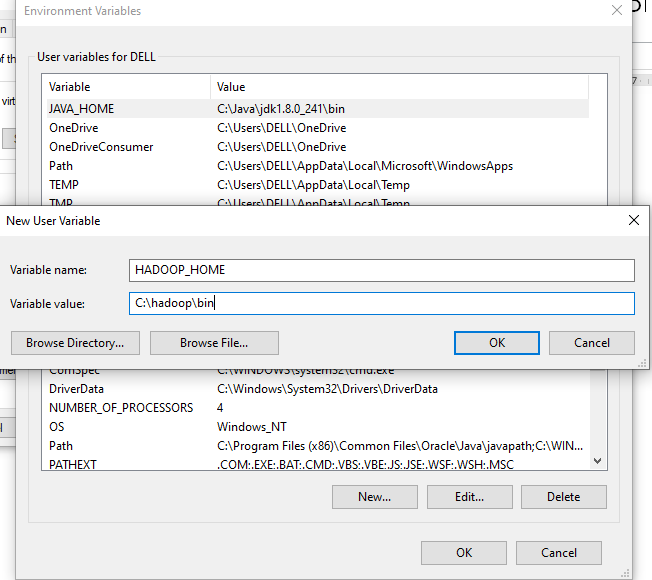 Environment Variables
User variables for DELL
Variable Value
JAVA_HOME C:\Java\jdk1.8.0_241\bin
OneDrive C:\Users\DELL\OneDrive
OneDriveConsumer C:\Users\DELL\OneDrive
Path C:\Users\DELL\AppData\Local\Microsoft\WindowsApps
TEMP C:\Users\DELL\AppData\Local\Temp
TMP C:\Users\DELL\AppData\Local\Temp
New User Variable
Variable name: HADOOP_HOME
Variable value: C:\hadoop\bin
Browse Directory... Browse File... OK Cancel
ComSpec C:\WINDOWS\system32\cmd.exe
DriverData C:\Windows\System32\Drivers\DriverData
NUMBER_OF_PROCESSORS 4
OS Windows_NT
Path C:\Program Files (x86)\Common Files\Oracle\Java\javapath;C:\WIN...
PATHEXT .COM;.EXE;.BAT;.CMD;.VBS;.VBE;.JS;.JSE;.WSF;.WSH;.MSC
New... Edit... Delete
OK Cancel